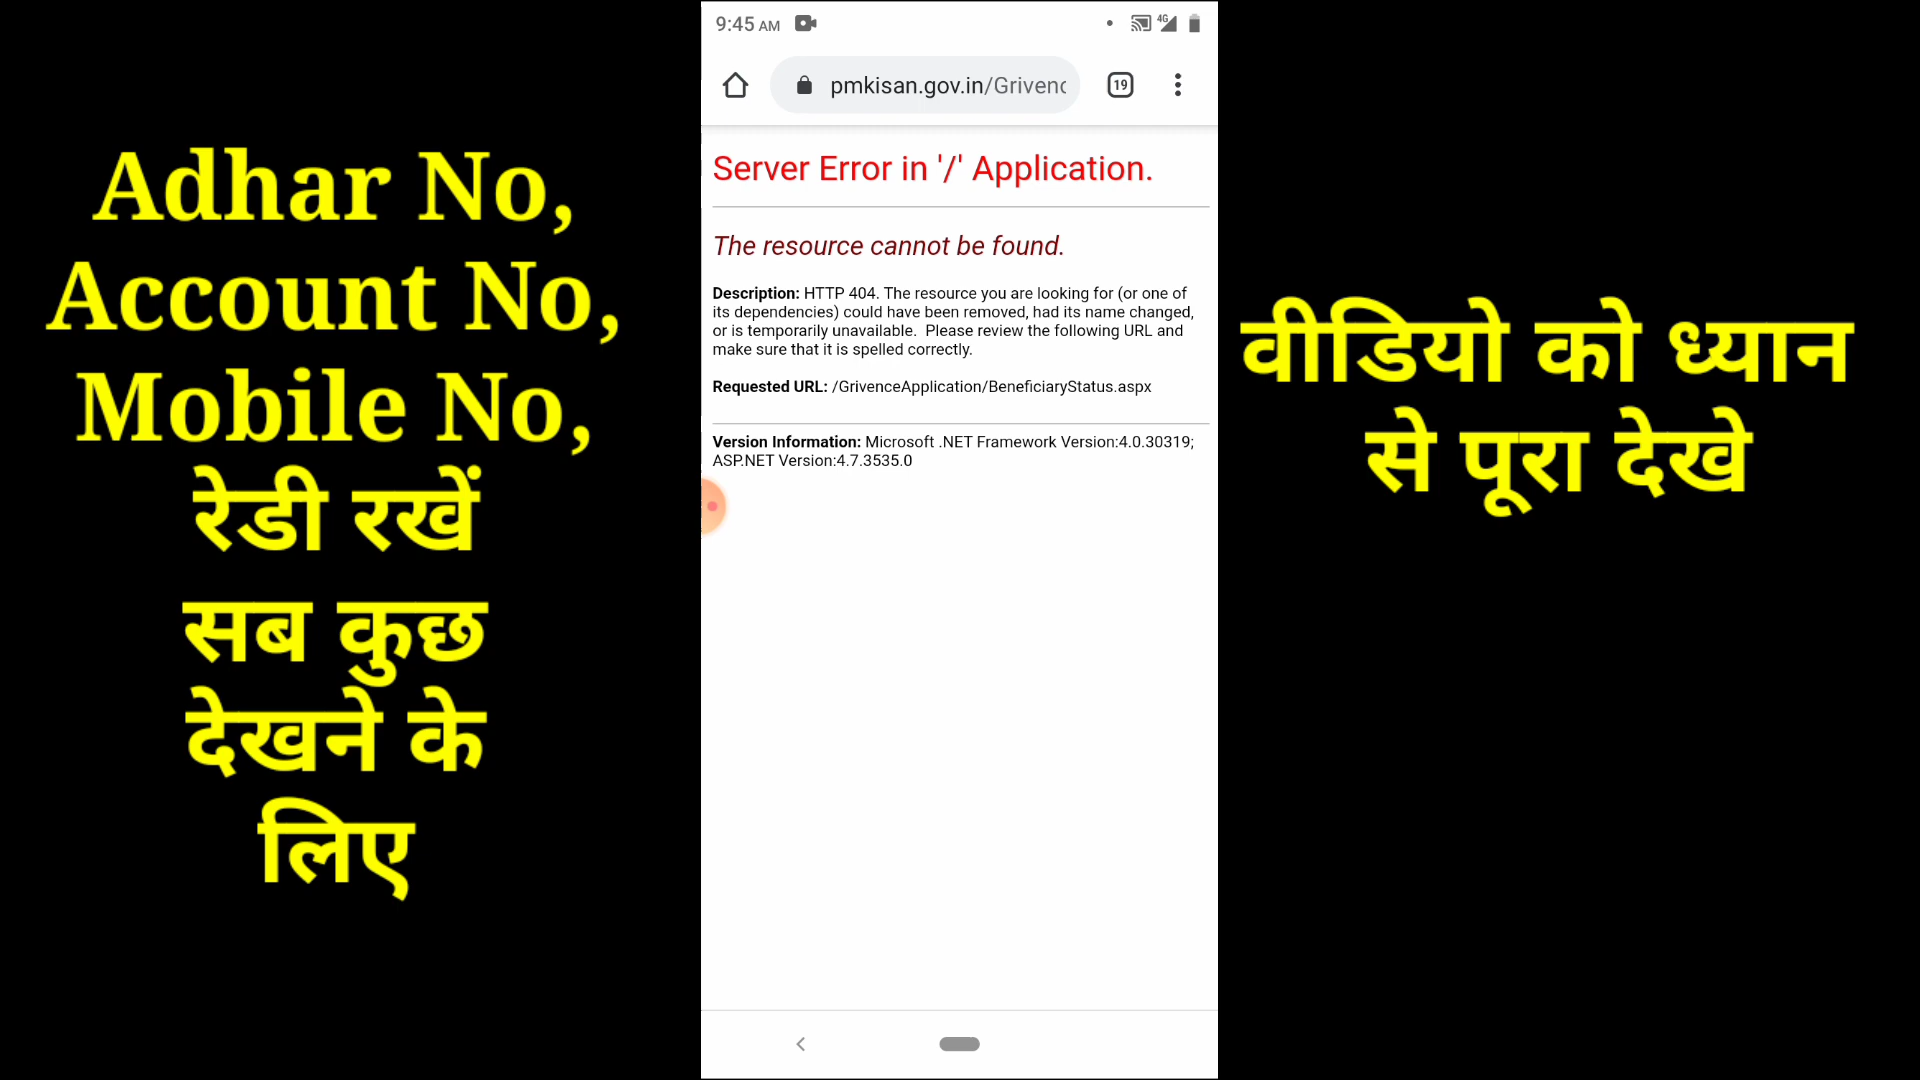 Adhar No,
Account No,
Mobile No,
रेडी रखें
सब कुछ
देखने के
लिए
9:45 AM
4G
pmkisan.gov.in/Grivenc
19
Server Error in '/' Application.
The resource cannot be found.
Description: HTTP 404. The resource you are looking for (or one of
its dependencies) could have been removed, had its name changed,
or is temporarily unavailable.  Please review the following URL and
make sure that it is spelled correctly.
Requested URL: /GrivenceApplication/BeneficiaryStatus.aspx
Version Information: Microsoft .NET Framework Version:4.0.30319;
ASP.NET Version:4.7.3535.0
वीडियो को ध्यान
से पूरा देखे